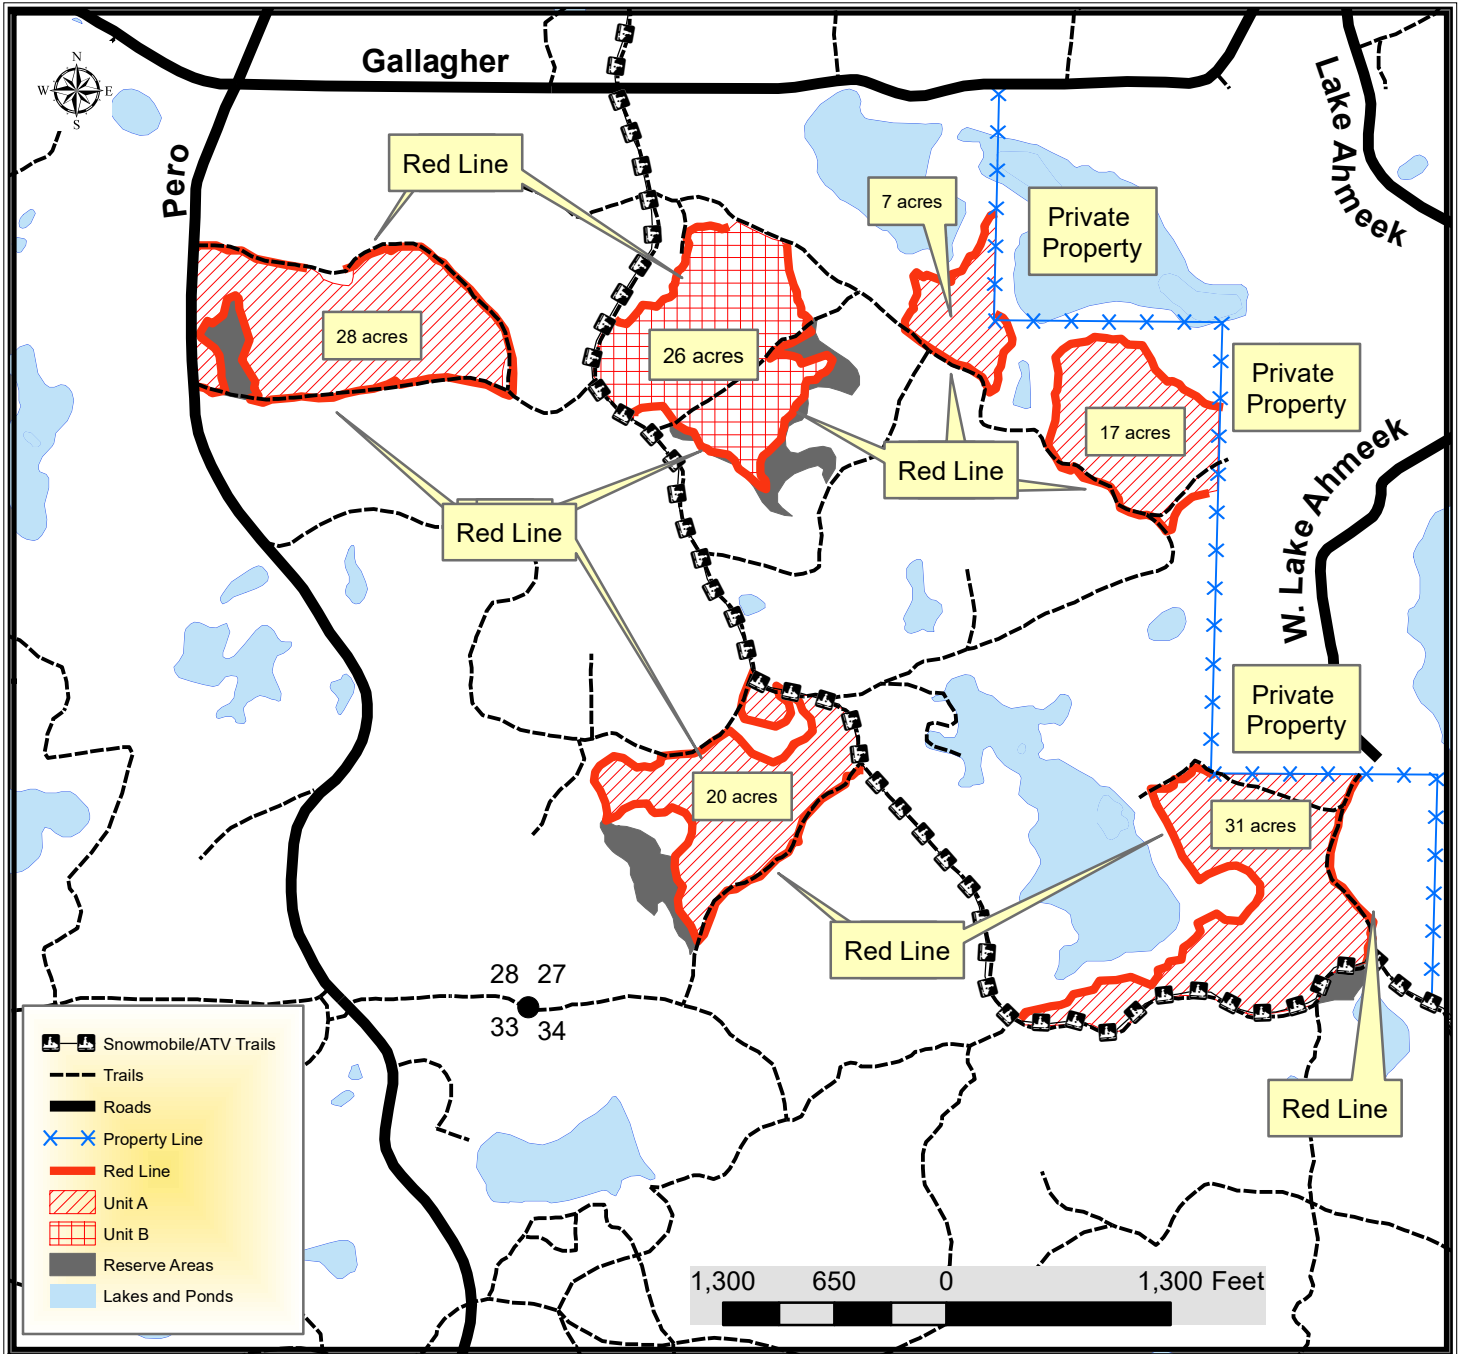 Gallagher
N
W E
S
Pero
Lake Ahmeek
Red Line
7 acres
Private
Property
28 acres
26 acres
Private
Property
17 acres
Red Line
Red Line
W. Lake Ahmeek
Private
Property
20 acres
31 acres
Red Line
28 27
33 34
Red Line
Snowmobile/ATV Trails
Trails
Roads
Property Line
Red Line
Unit A
Unit B
Reserve Areas
Lakes and Ponds
1,300 650 0 1,300 Feet